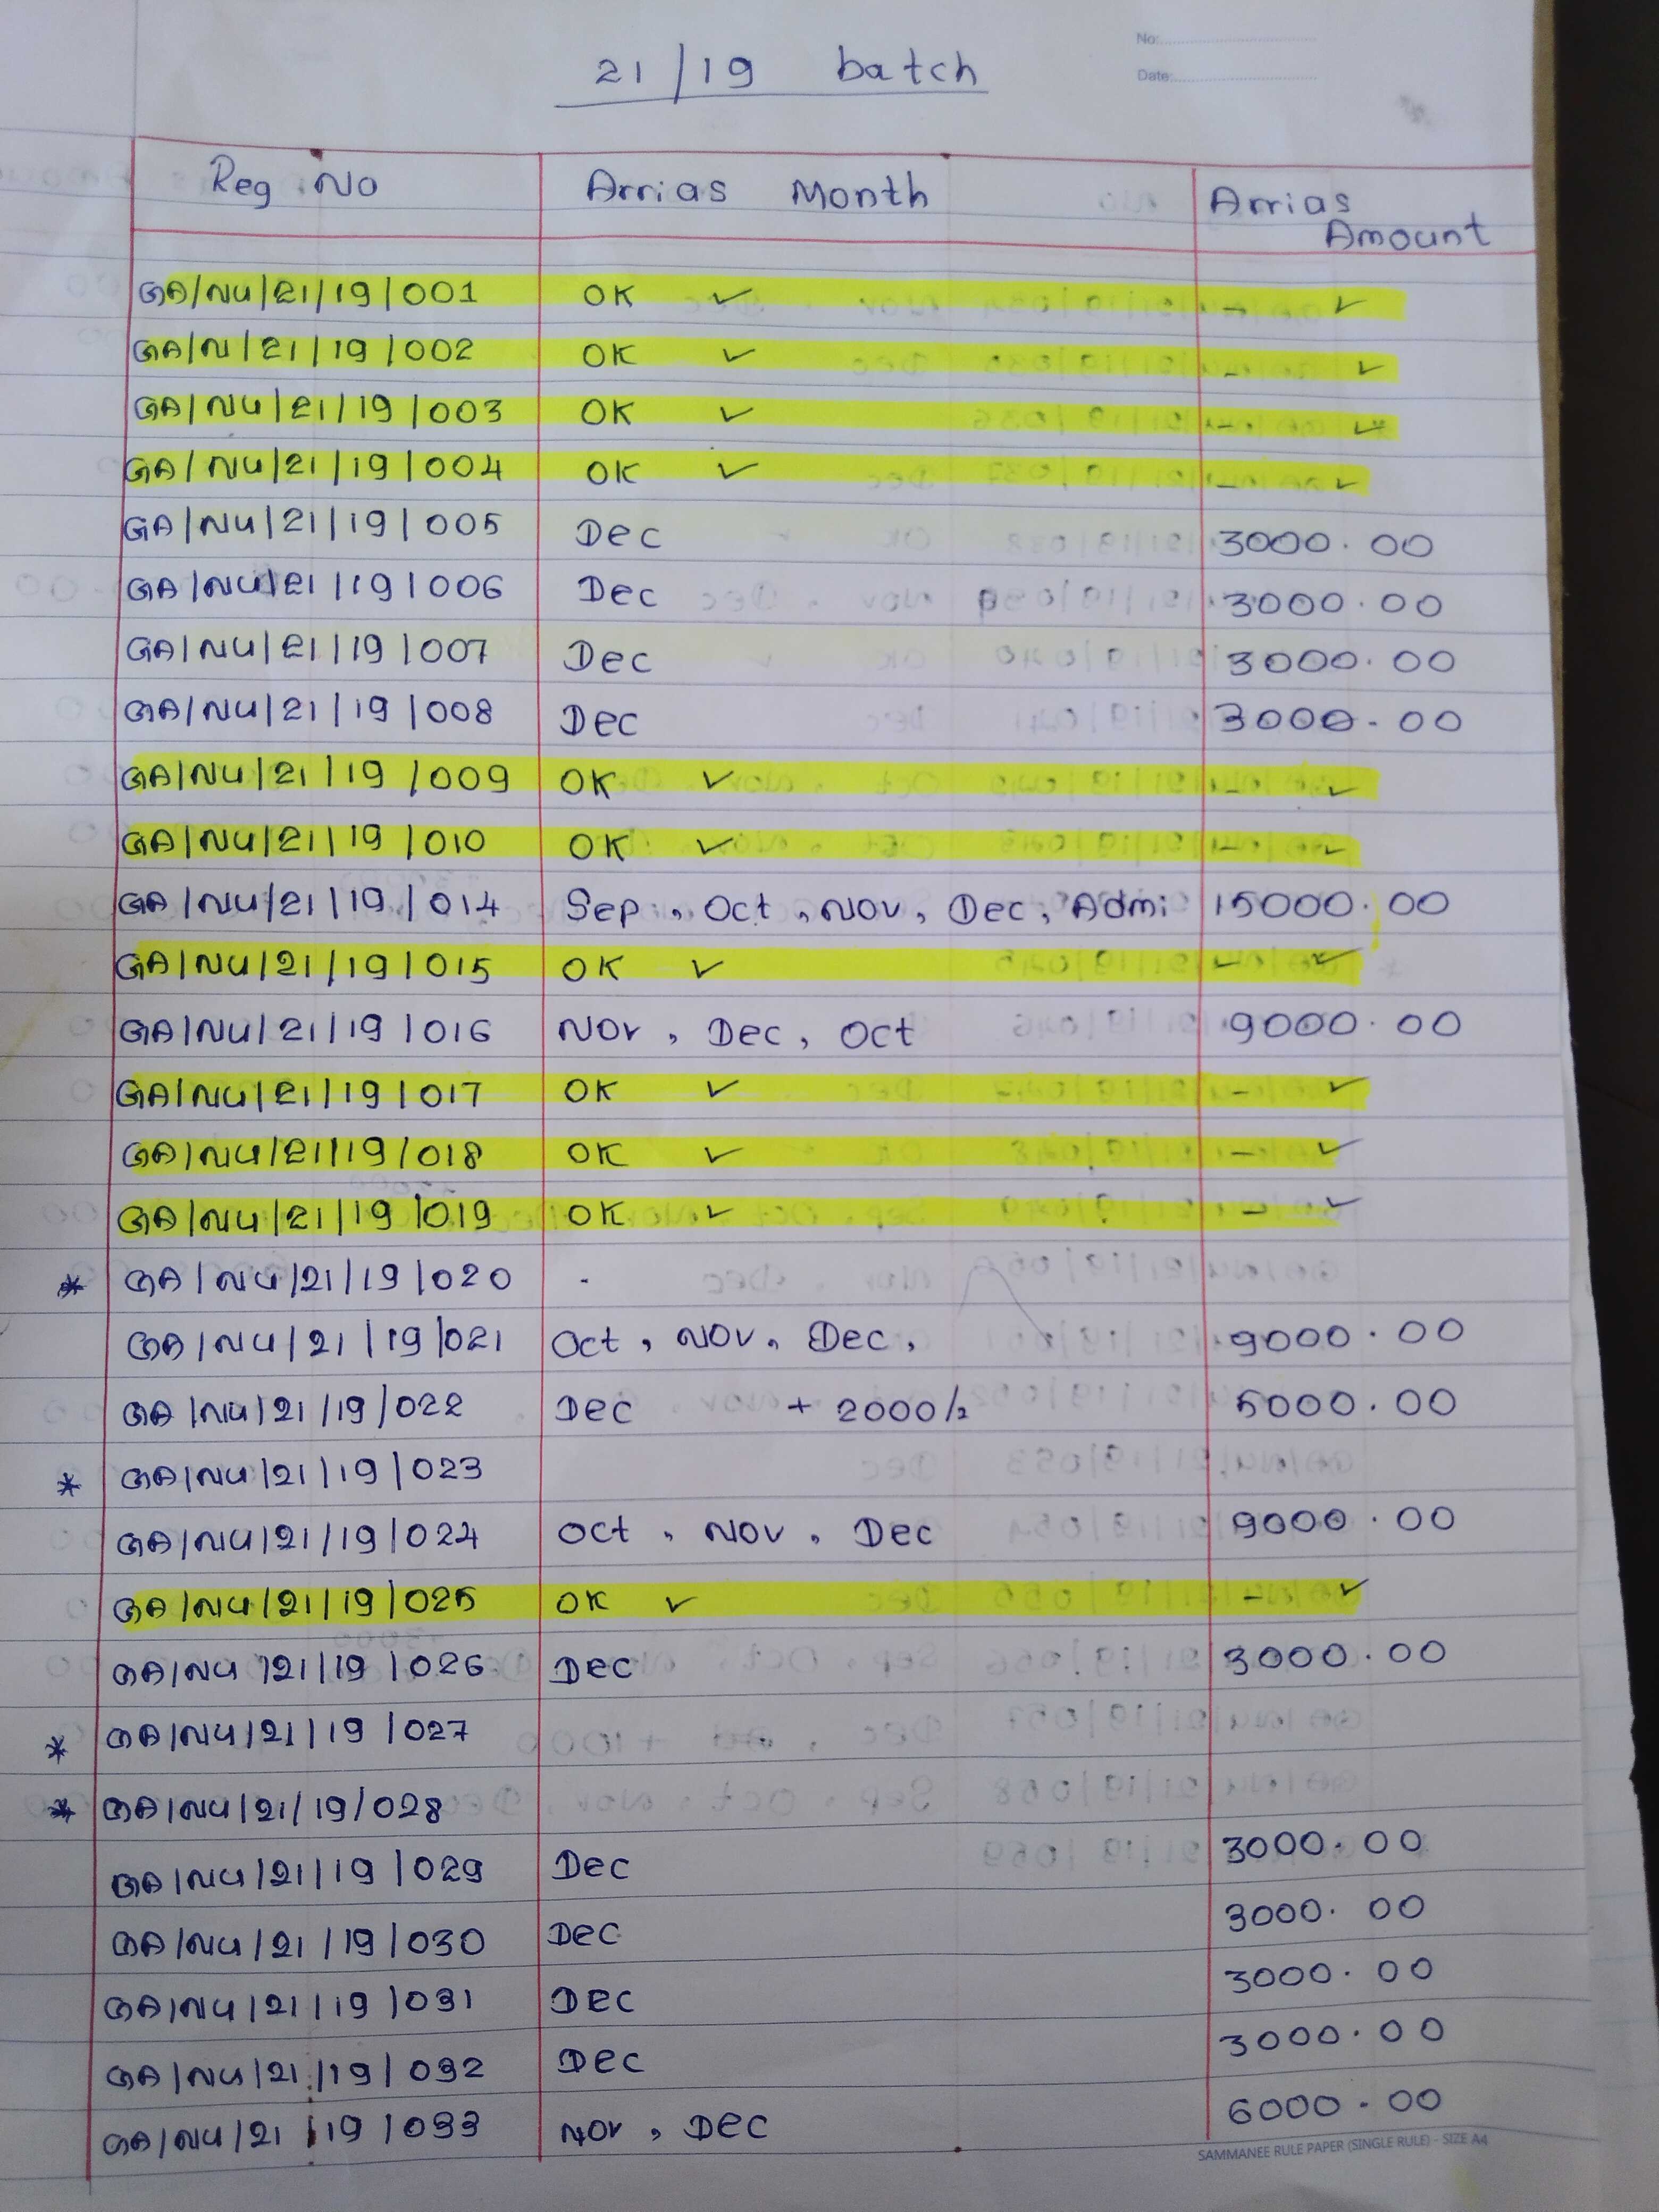 No:
Date:
21/19 batch
Reg No Arrias Month Arrias Amount
GA/NU/21/19/001 OK ✓ - ✓
GA/N/21/19/002 OK ✓ - ✓
GA/NU/21/19/003 OK ✓ - ✓
GA/NU/21/19/004 OK ✓ - ✓
GA/NU/21/19/005 Dec 3000.00
GA/NU/21/19/006 Dec 3000.00
GA/NU/21/19/007 Dec 3000.00
GA/NU/21/19/008 Dec 3000.00
GA/NU/21/19/009 OK ✓ - ✓
GA/NU/21/19/010 OK ✓ - ✓
GA/NU/21/19/014 Sep, Oct, Nov, Dec, Admi 15000.00
GA/NU/21/19/015 OK ✓ - ✓
GA/NU/21/19/016 Nov, Dec, Oct 9000.00
GA/NU/21/19/017 OK ✓ - ✓
GA/NU/21/19/018 OK ✓ - ✓
GA/NU/21/19/019 OK ✓ - ✓
* GA/NU/21/19/020 -
GA/NU/21/19/021 Oct, Nov, Dec, 9000.00
GA/NU/21/19/022 Dec + 2000/2 5000.00
* GA/NU/21/19/023
GA/NU/21/19/024 Oct, Nov, Dec 9000.00
GA/NU/21/19/025 OK ✓ - ✓
GA/NU/21/19/026 Dec 3000.00
* GA/NU/21/19/027
* GA/NU/21/19/028
GA/NU/21/19/029 Dec 3000.00
GA/NU/21/19/030 Dec 3000.00
GA/NU/21/19/031 Dec 3000.00
GA/NU/21/19/032 Dec 3000.00
GA/NU/21/19/033 Nov, Dec 6000.00
SAMMANEE RULE PAPER (SINGLE RULE) - SIZE A4